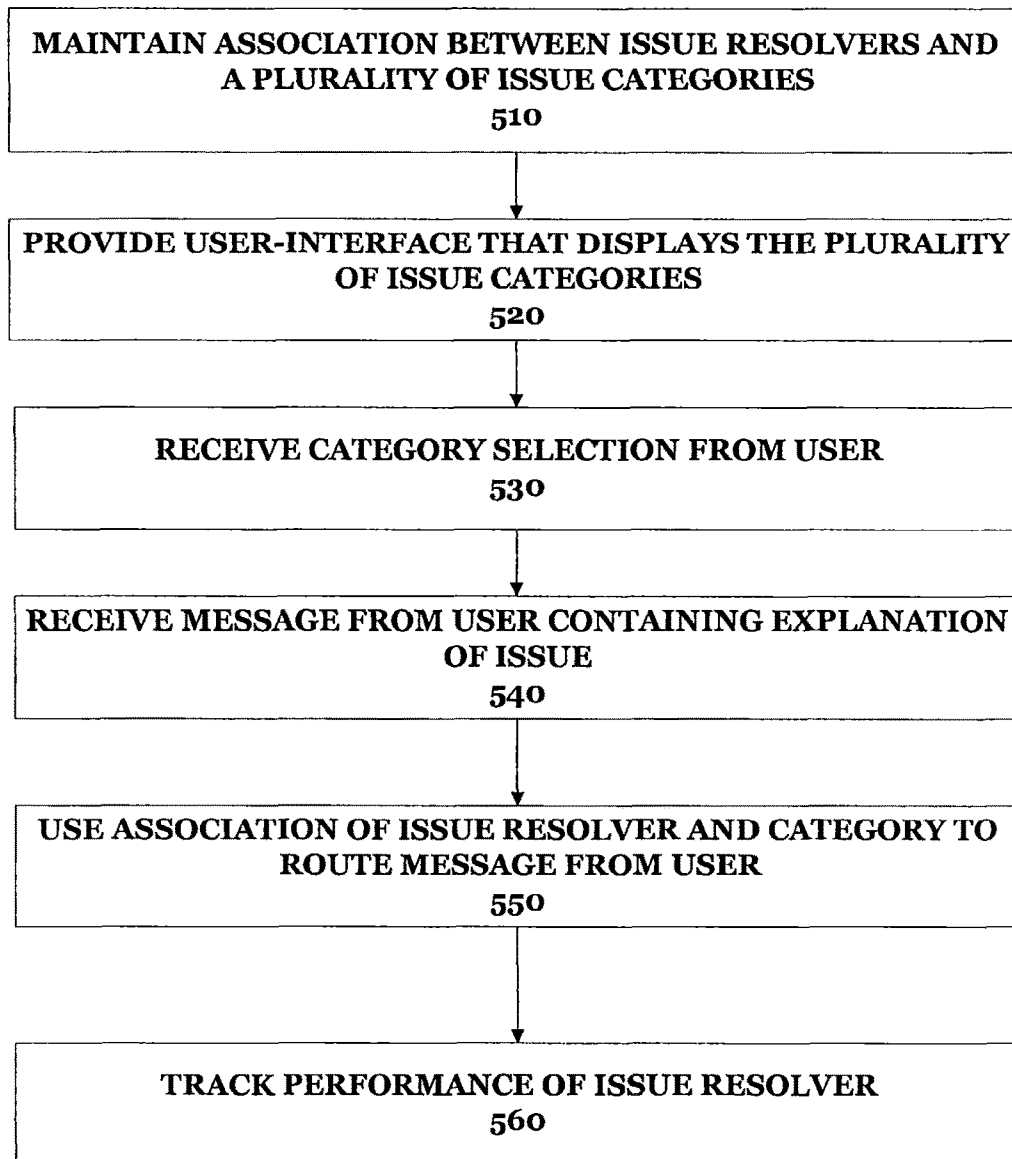 MAINTAIN ASSOCIATION BETWEEN ISSUE RESOLVERS AND
A PLURALITY OF ISSUE CATEGORIES
510
PROVIDE USER-INTERFACE THAT DISPLAYS THE PLURALITY
OF ISSUE CATEGORIES
520
RECEIVE CATEGORY SELECTION FROM USER
530
RECEIVE MESSAGE FROM USER CONTAINING EXPLANATION
OF ISSUE
540
USE ASSOCIATION OF ISSUE RESOLVER AND CATEGORY TO
ROUTE MESSAGE FROM USER
550
TRACK PERFORMANCE OF ISSUE RESOLVER
560